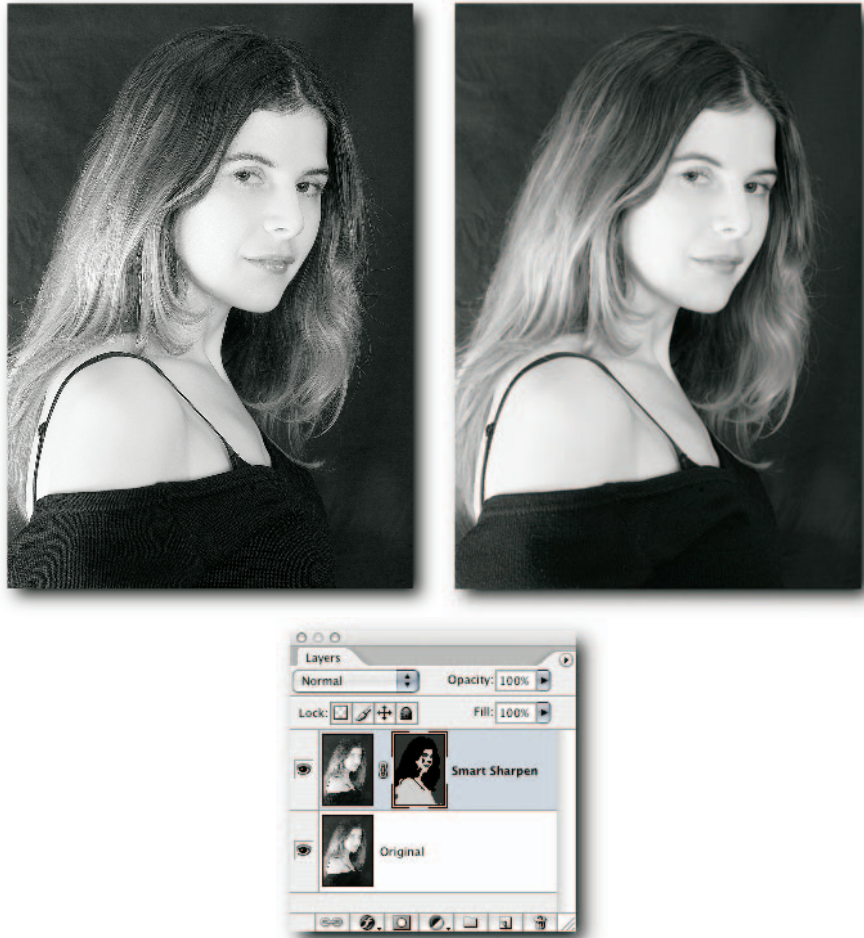 Layers
Normal Opacity: 100%
Lock: Fill: 100%
Smart Sharpen
Original